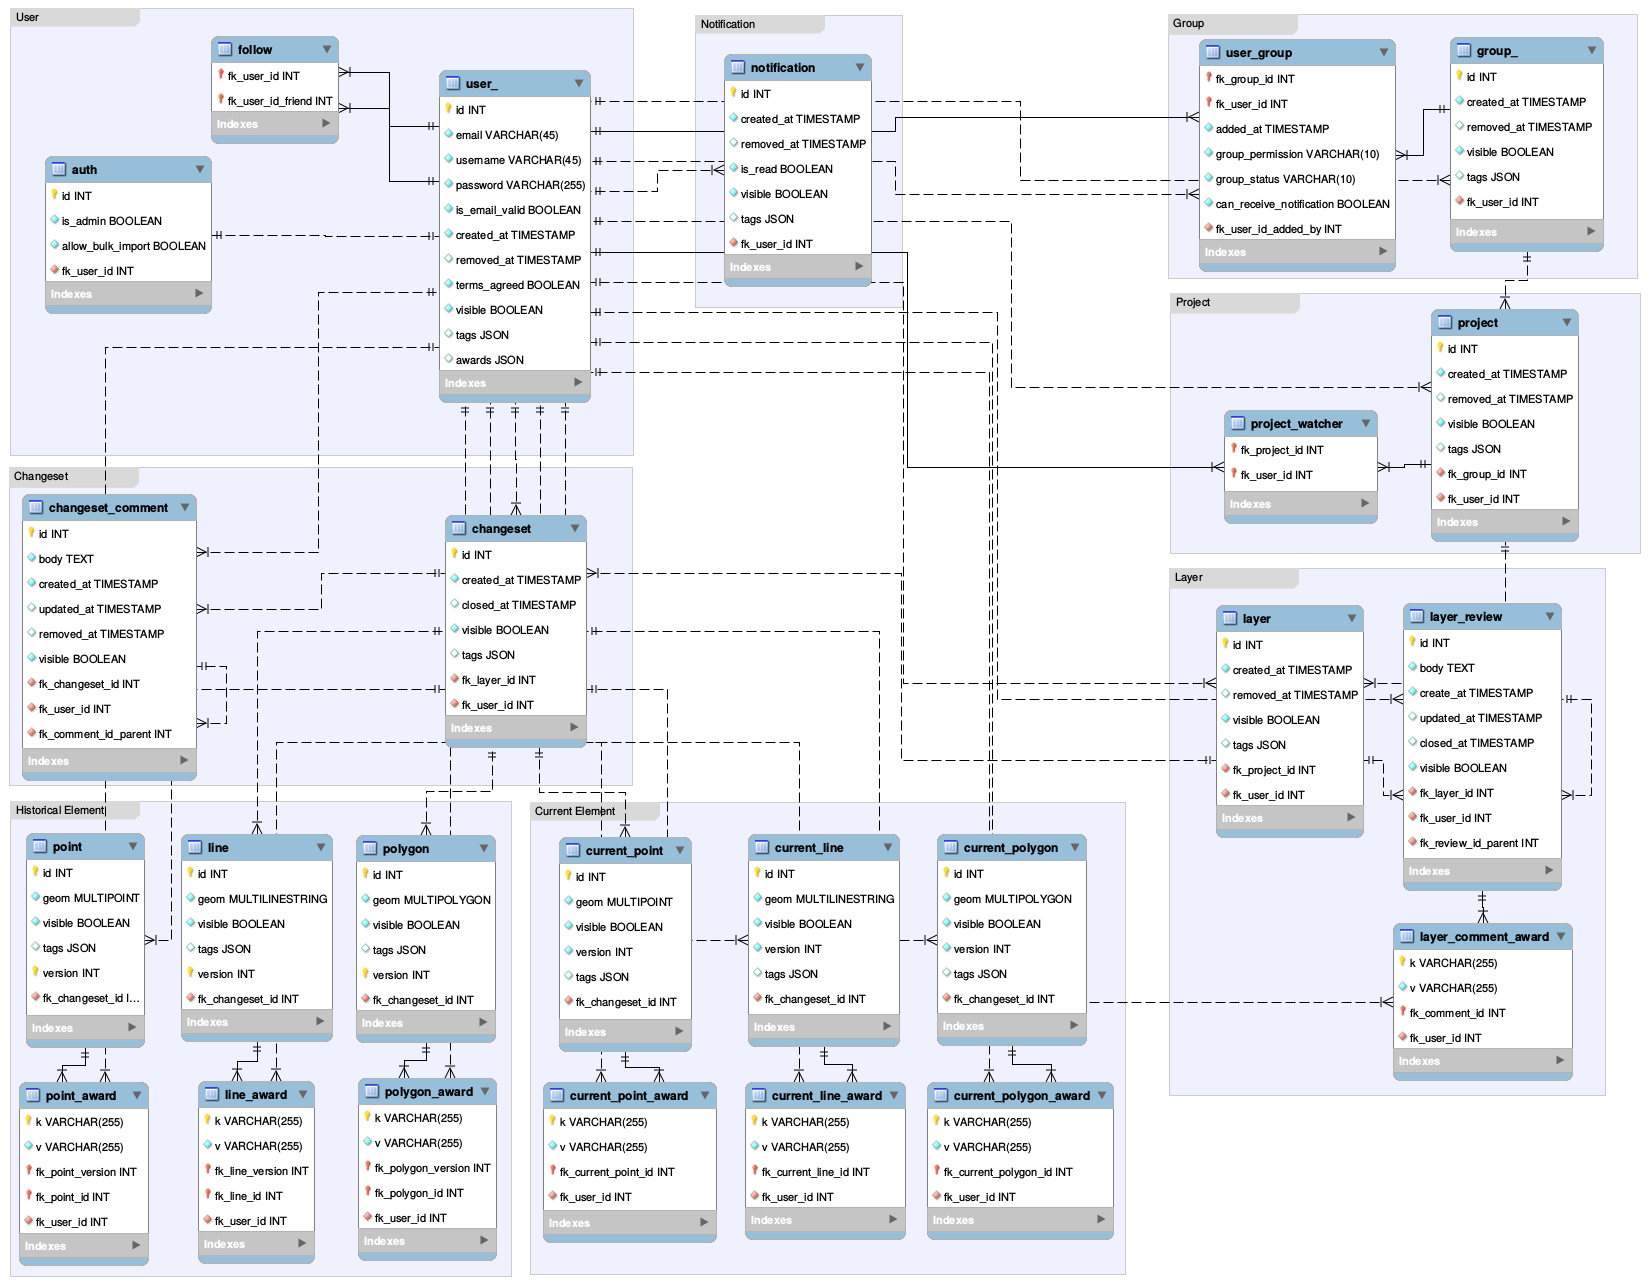 User
follow
fk_user_id INT
fk_user_id_friend INT
Indexes
auth
id INT
is_admin BOOLEAN
allow_bulk_import BOOLEAN
fk_user_id INT
Indexes
user_
id INT
email VARCHAR(45)
username VARCHAR(45)
password VARCHAR(255)
is_email_valid BOOLEAN
created_at TIMESTAMP
removed_at TIMESTAMP
terms_agreed BOOLEAN
visible BOOLEAN
tags JSON
awards JSON
Indexes
Notification
notification
id INT
created_at TIMESTAMP
removed_at TIMESTAMP
is_read BOOLEAN
visible BOOLEAN
tags JSON
fk_user_id INT
Indexes
Group
user_group
fk_group_id INT
fk_user_id INT
added_at TIMESTAMP
group_permission VARCHAR(10)
group_status VARCHAR(10)
can_receive_notification BOOLEAN
fk_user_id_added_by INT
Indexes
group_
id INT
created_at TIMESTAMP
removed_at TIMESTAMP
visible BOOLEAN
tags JSON
fk_user_id INT
Indexes
Project
project
id INT
created_at TIMESTAMP
removed_at TIMESTAMP
visible BOOLEAN
tags JSON
fk_group_id INT
fk_user_id INT
Indexes
project_watcher
fk_project_id INT
fk_user_id INT
Indexes
Changeset
changeset_comment
id INT
body TEXT
created_at TIMESTAMP
updated_at TIMESTAMP
removed_at TIMESTAMP
visible BOOLEAN
fk_changeset_id INT
fk_user_id INT
fk_comment_id_parent INT
Indexes
changeset
id INT
created_at TIMESTAMP
closed_at TIMESTAMP
visible BOOLEAN
tags JSON
fk_layer_id INT
fk_user_id INT
Indexes
Layer
layer
id INT
created_at TIMESTAMP
removed_at TIMESTAMP
visible BOOLEAN
tags JSON
fk_project_id INT
fk_user_id INT
Indexes
layer_review
id INT
body TEXT
create_at TIMESTAMP
updated_at TIMESTAMP
closed_at TIMESTAMP
visible BOOLEAN
fk_layer_id INT
fk_user_id INT
fk_review_id_parent INT
Indexes
layer_comment_award
k VARCHAR(255)
v VARCHAR(255)
fk_comment_id INT
fk_user_id INT
Indexes
Historical Element
point
id INT
geom MULTIPOINT
visible BOOLEAN
tags JSON
version INT
fk_changeset_id I...
Indexes
line
id INT
geom MULTILINESTRING
visible BOOLEAN
tags JSON
version INT
fk_changeset_id INT
Indexes
polygon
id INT
geom MULTIPOLYGON
visible BOOLEAN
tags JSON
version INT
fk_changeset_id INT
Indexes
point_award
k VARCHAR(255)
v VARCHAR(255)
fk_point_version INT
fk_point_id INT
fk_user_id INT
Indexes
line_award
k VARCHAR(255)
v VARCHAR(255)
fk_line_version INT
fk_line_id INT
fk_user_id INT
Indexes
polygon_award
k VARCHAR(255)
v VARCHAR(255)
fk_polygon_version INT
fk_polygon_id INT
fk_user_id INT
Indexes
Current Element
current_point
id INT
geom MULTIPOINT
visible BOOLEAN
version INT
tags JSON
fk_changeset_id INT
Indexes
current_line
id INT
geom MULTILINESTRING
visible BOOLEAN
version INT
tags JSON
fk_changeset_id INT
Indexes
current_polygon
id INT
geom MULTIPOLYGON
visible BOOLEAN
version INT
tags JSON
fk_changeset_id INT
Indexes
current_point_award
k VARCHAR(255)
v VARCHAR(255)
fk_current_point_id INT
fk_user_id INT
Indexes
current_line_award
k VARCHAR(255)
v VARCHAR(255)
fk_current_line_id INT
fk_user_id INT
Indexes
current_polygon_award
k VARCHAR(255)
v VARCHAR(255)
fk_current_polygon_id INT
fk_user_id INT
Indexes